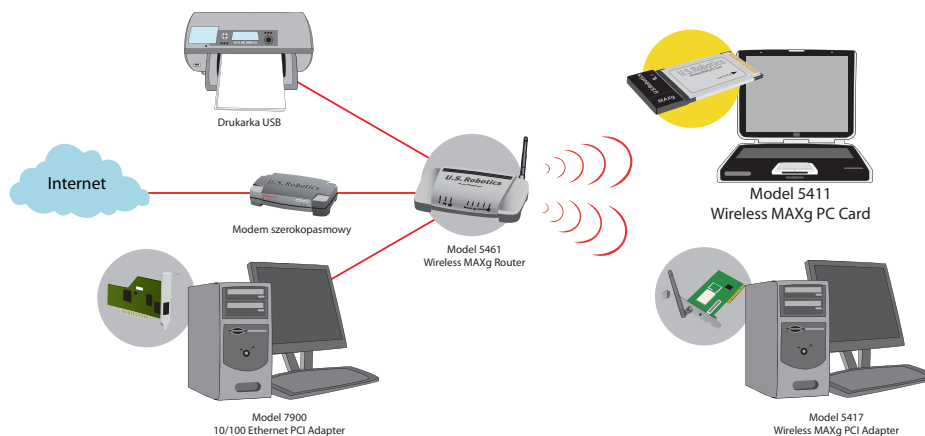 Drukarka USB
U.S. Robotics
MAXg
U.S. Robotics
Internet
U.S. Robotics
Modem szerokopasmowy
U.S. Robotics
Model 5461
Wireless MAXg Router
Model 5411
Wireless MAXg PC Card
Model 7900
10/100 Ethernet PCI Adapter
Model 5417
Wireless MAXg PCI Adapter